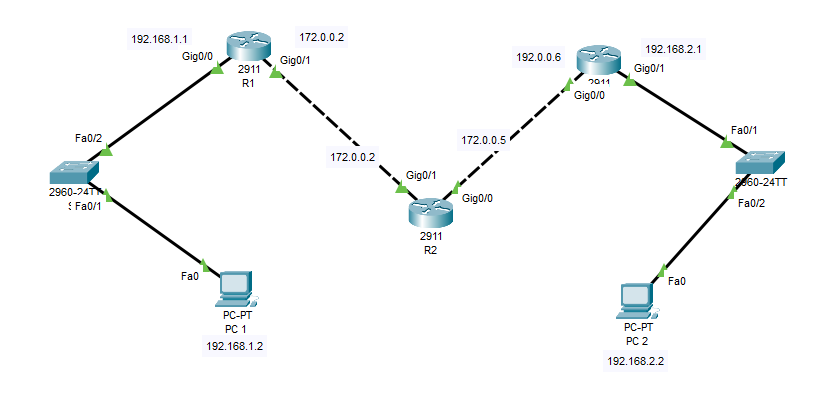 192.168.1.1
172.0.0.2
Gig0/0
Gig0/1
2911
R1
192.0.0.6
192.168.2.1
Gig0/1
2911
Gig0/0
Fa0/2
172.0.0.2
172.0.0.5
Fa0/1
2960-24TT
Fa0/1
Gig0/1
Gig0/0
2960-24TT
Fa0/2
2911
R2
Fa0
PC-PT
PC 1
192.168.1.2
Fa0
PC-PT
PC 2
192.168.2.2